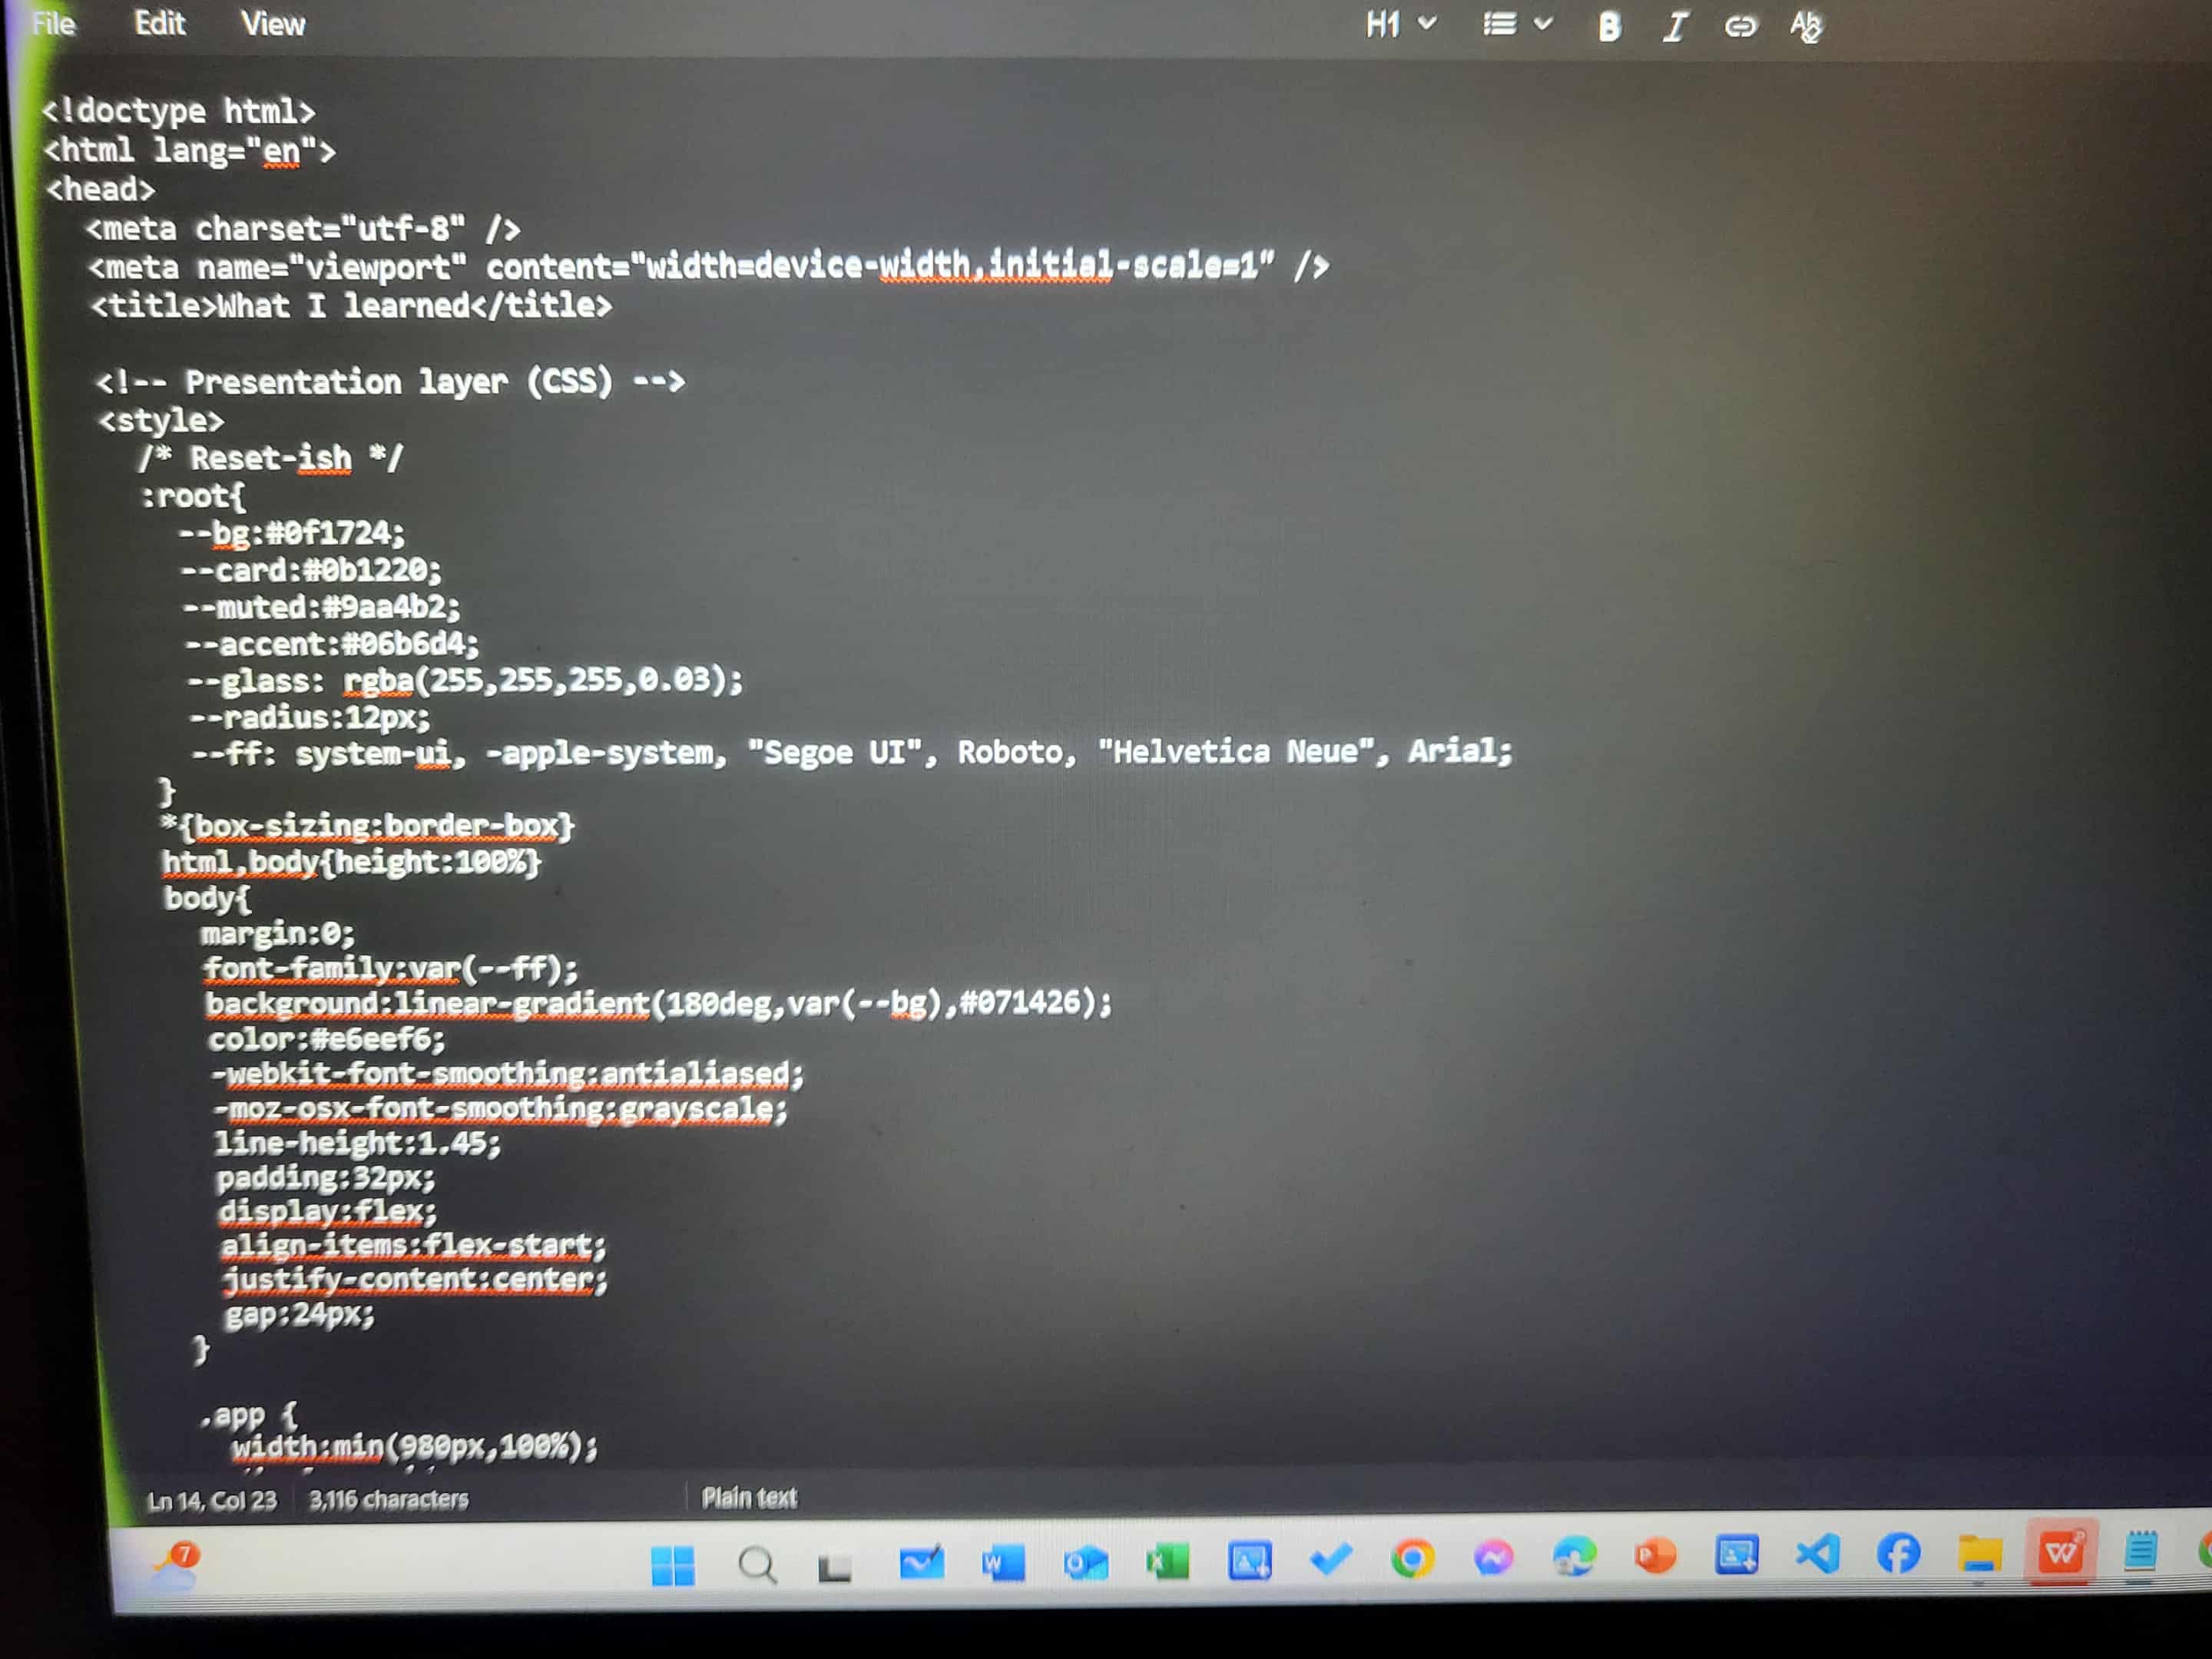 File Edit View H1 B I
<!doctype html>
<html lang="en">
<head>
  <meta charset="utf-8" />
  <meta name="viewport" content="width=device-width,initial-scale=1" />
  <title>What I learned</title>

  <!-- Presentation layer (CSS) -->
  <style>
    /* Reset-ish */
    :root{
      --bg:#0f1724;
      --card:#0b1220;
      --muted:#9aa4b2;
      --accent:#06b6d4;
      --glass: rgba(255,255,255,0.03);
      --radius:12px;
      --ff: system-ui, -apple-system, "Segoe UI", Roboto, "Helvetica Neue", Arial;
    }
    *{box-sizing:border-box}
    html,body{height:100%}
    body{
      margin:0;
      font-family:var(--ff);
      background:linear-gradient(180deg,var(--bg),#071426);
      color:#e6eef6;
      -webkit-font-smoothing:antialiased;
      -moz-osx-font-smoothing:grayscale;
      line-height:1.45;
      padding:32px;
      display:flex;
      align-items:flex-start;
      justify-content:center;
      gap:24px;
    }

    .app {
      width:min(980px,100%);
Ln 14, Col 23 3,116 characters Plain text
7